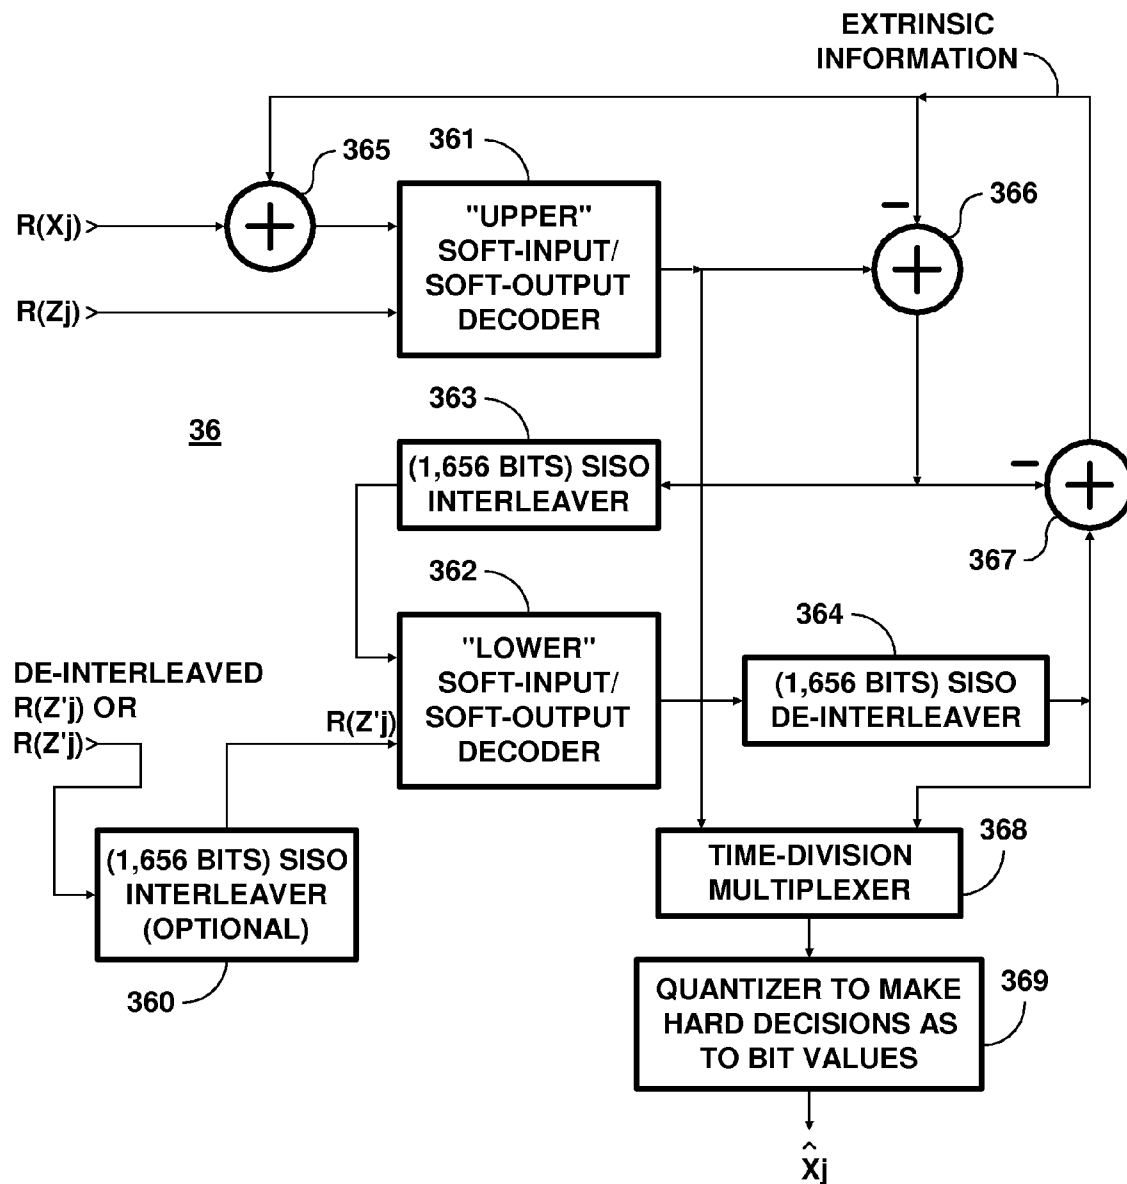 EXTRINSIC
INFORMATION
365
361
366
R(Xj)
R(Zj)
"UPPER"
SOFT-INPUT/
SOFT-OUTPUT
DECODER
36
363
(1,656 BITS) SISO
INTERLEAVER
367
362
364
"LOWER"
SOFT-INPUT/
SOFT-OUTPUT
DECODER
(1,656 BITS) SISO
DE-INTERLEAVER
DE-INTERLEAVED
R(Z'j) OR
R(Z'j)
R(Z'j)
(1,656 BITS) SISO
INTERLEAVER
(OPTIONAL)
360
TIME-DIVISION
MULTIPLEXER
368
QUANTIZER TO MAKE
HARD DECISIONS AS
TO BIT VALUES
369
X̂j